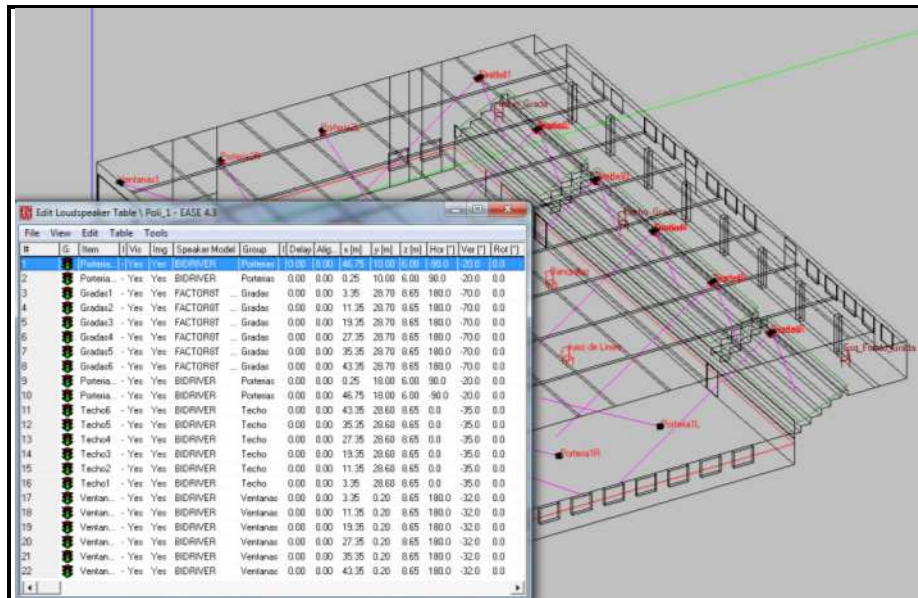 Ventanas1
Porteria2R
Edit Loudspeaker Table \ Poli_1 - EASE 4.3
File View Edit Table Tools
# G Item Vic Img Speaker Model Group Delay Alig... x [m] y [m] z [m] Hor [°] Ver [°] Rot [°]
1 Porteria... - Yes Yes BIDRIVER Porterias 0.00 0.00 46.75 10.00 6.00 -90.0 -20.0 0.0
2 Porteria... - Yes Yes BIDRIVER Porterias 0.00 0.00 0.25 10.00 6.00 90.0 -20.0 0.0
3 Gradas1 - Yes Yes FACTOR8T ... Gradas 0.00 0.00 3.35 28.70 8.65 180.0 -70.0 0.0
4 Gradas2 - Yes Yes FACTOR8T ... Gradas 0.00 0.00 11.35 28.70 8.65 180.0 -70.0 0.0
5 Gradas3 - Yes Yes FACTOR8T ... Gradas 0.00 0.00 19.35 28.70 8.65 180.0 -70.0 0.0
6 Gradas4 - Yes Yes FACTOR8T ... Gradas 0.00 0.00 27.35 28.70 8.65 180.0 -70.0 0.0
7 Gradas5 - Yes Yes FACTOR8T ... Gradas 0.00 0.00 35.35 28.70 8.65 180.0 -70.0 0.0
8 Gradas6 - Yes Yes FACTOR8T ... Gradas 0.00 0.00 43.35 28.70 8.65 180.0 -70.0 0.0
9 Porteria... - Yes Yes BIDRIVER Porterias 0.00 0.00 0.25 18.00 6.00 90.0 -20.0 0.0
10 Porteria... - Yes Yes BIDRIVER Porterias 0.00 0.00 46.75 18.00 6.00 -90.0 -20.0 0.0
11 Techo6 - Yes Yes BIDRIVER Techo 0.00 0.00 43.35 28.60 8.65 0.0 -35.0 0.0
12 Techo5 - Yes Yes BIDRIVER Techo 0.00 0.00 35.35 28.60 8.65 0.0 -35.0 0.0
13 Techo4 - Yes Yes BIDRIVER Techo 0.00 0.00 27.35 28.60 8.65 0.0 -35.0 0.0
14 Techo3 - Yes Yes BIDRIVER Techo 0.00 0.00 19.35 28.60 8.65 0.0 -35.0 0.0
15 Techo2 - Yes Yes BIDRIVER Techo 0.00 0.00 11.35 28.60 8.65 0.0 -35.0 0.0
16 Techo1 - Yes Yes BIDRIVER Techo 0.00 0.00 3.35 28.60 8.65 0.0 -35.0 0.0
17 Ventan... - Yes Yes BIDRIVER Ventanas 0.00 0.00 3.35 0.20 8.65 180.0 -32.0 0.0
18 Ventan... - Yes Yes BIDRIVER Ventanas 0.00 0.00 11.35 0.20 8.65 180.0 -32.0 0.0
19 Ventan... - Yes Yes BIDRIVER Ventanas 0.00 0.00 19.35 0.20 8.65 180.0 -32.0 0.0
20 Ventan... - Yes Yes BIDRIVER Ventanas 0.00 0.00 27.35 0.20 8.65 180.0 -32.0 0.0
21 Ventan... - Yes Yes BIDRIVER Ventanas 0.00 0.00 35.35 0.20 8.65 180.0 -32.0 0.0
22 Ventan... - Yes Yes BIDRIVER Ventanas 0.00 0.00 43.35 0.20 8.65 180.0 -32.0 0.0
Juez de Linea
Porteria1L
Porteria1R